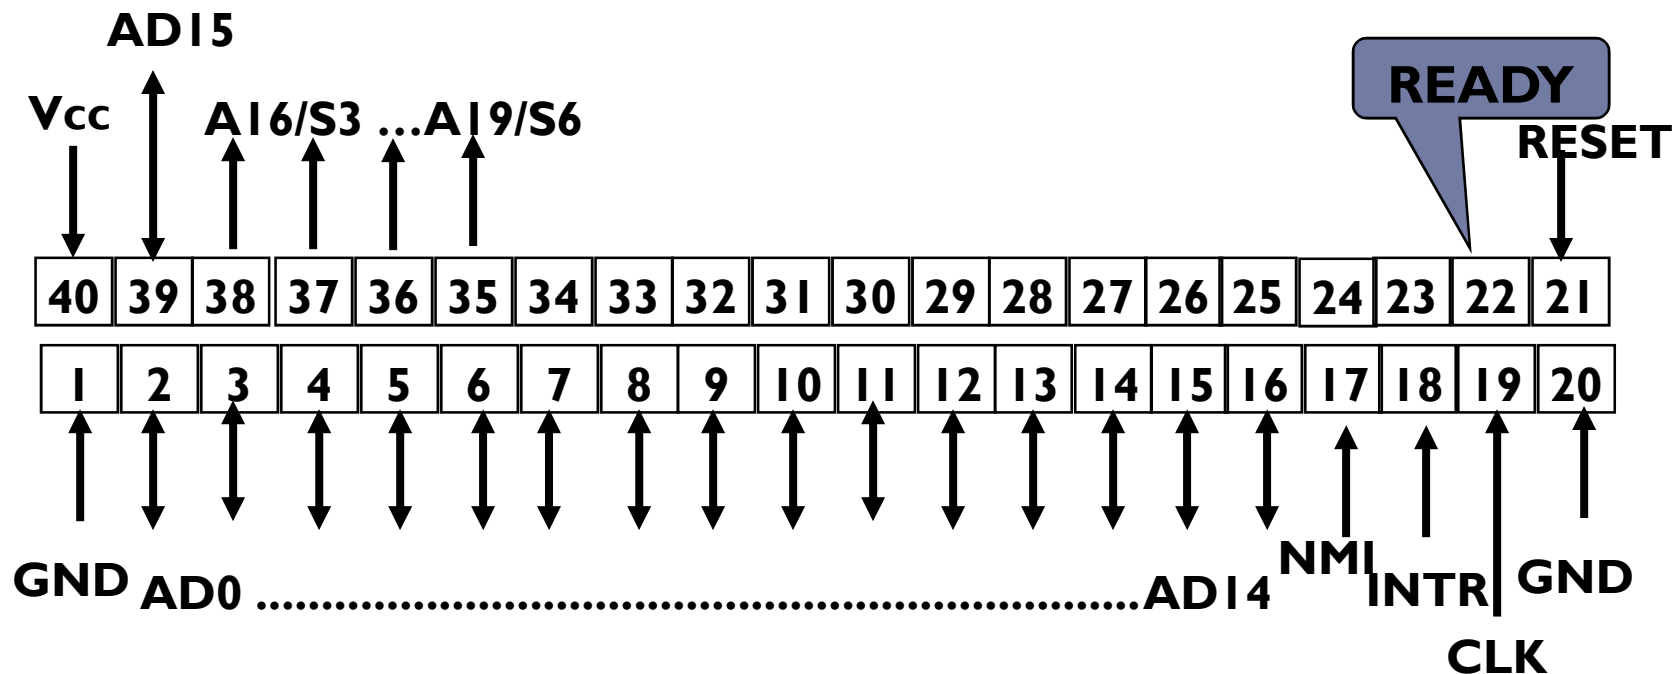 AD15
READY
Vcc
A16/S3 ...A19/S6
RESET
40 39 38 37 36 35 34 33 32 31 30 29 28 27 26 25 24 23 22 21
1 2 3 4 5 6 7 8 9 10 11 12 13 14 15 16 17 18 19 20
NMI
GND AD0 ....................................................................AD14 INTR GND
CLK